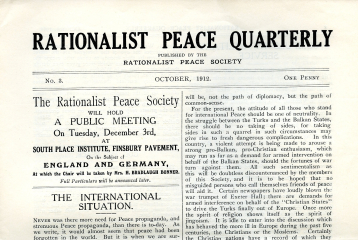 RATIONALIST PEACE QUARTERLY
PUBLISHED BY THE
RATIONALIST PEACE SOCIETY
No. 3. OCTOBER, 1912. ONE PENNY
The Rationalist Peace Society
WILL HOLD
A PUBLIC MEETING
On Tuesday, December 3rd,
AT
SOUTH PLACE INSTITUTE, FINSBURY PAVEMENT,
On the Subject of
ENGLAND AND GERMANY,
At which the Chair will be taken by Mrs. H. BRADLAUGH BONNER.
Full Particulars will be announced later.
THE INTERNATIONAL
SITUATION.
NEVER was there more need for Peace propaganda, and
strenuous Peace propaganda, than there is to-day. As
we write, it would almost seem that peace had been
forgotten in the world. But it is when we are sur-
will be, not the path of diplomacy, but the path of
common-sense.
For the present, the attitude of all those who stand
for international Peace should be one of neutrality. In
the struggle between the Turks and the Balkan States,
there should be no taking of sides, for taking
sides in such a quarrel in such circumstances may
give rise to fresh dangerous complications. In this
country, a violent attempt is being made to arouse a
strong pro-Balkan, pro-Christian enthusiasm, which
may run as far as a demand for armed intervention on
behalf of the Balkan States, should the fortunes of war
turn against them. All such sentimentalism as
this will be doubtless discountenanced by the members
of this Society, and it is to be hoped that no
misguided persons who call themselves friends of peace
will aid it. Certain newspapers have loudly blown the
war trumpet of Exeter Hall; there are demands for
armed interference on behalf of the "Christian States"
to drive the Turk finally out of Europe. Once more
the spirit of religion shows itself as the spirit of
jingoism. It is idle to enter into the discussion which
has behaved the more ill in Europe during the past few
centuries, the Christians or the Moslems. Certainly
the Christian nations have a record of which the